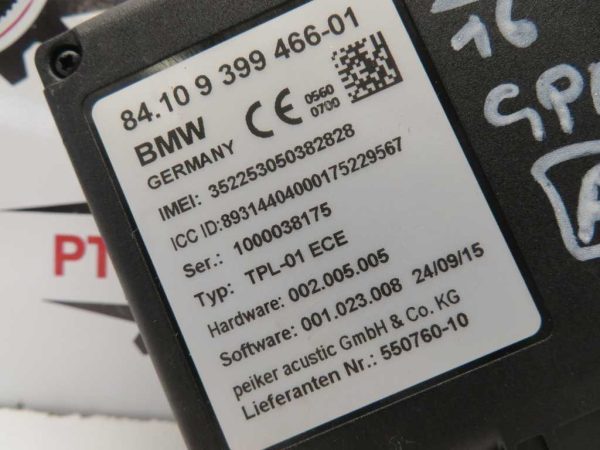 84.10 9 399 466-01
BMW
GERMANY
0560
0700
IMEI: 352253050382828
ICC ID:89314404000175229567
Ser.: 1000038175
Typ: TPL-01 ECE
Hardware: 002.005.005
Software: 001.023.008 24/09/15
peiker acustic GmbH & Co. KG
Lieferanten Nr.: 550760-10
16
PT